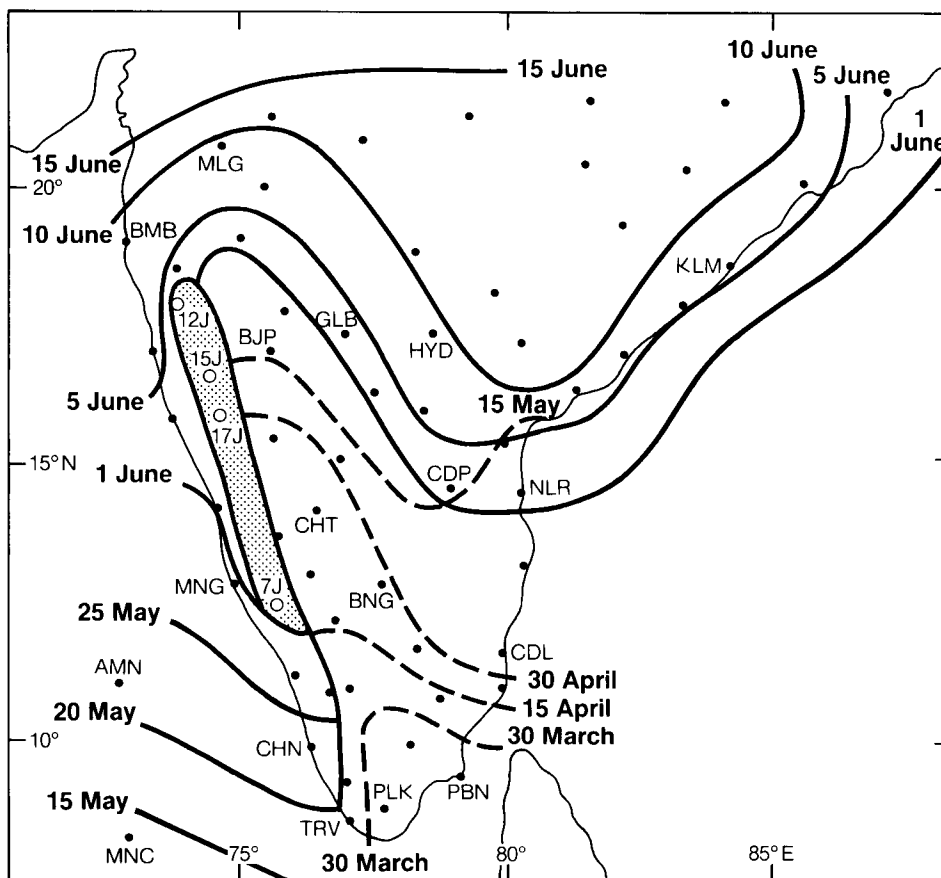 15 June
10 June
5 June
1
June
15 June
MLG
20°
10 June
BMB
KLM
12J
GLB
BJP
HYD
15J
5 June
15 May
17J
15°N
CDP
1 June
NLR
CHT
7J
MNG
BNG
25 May
CDL
AMN
30 April
15 April
20 May
30 March
10°
CHN
PLK
PBN
15 May
TRV
MNC
75°
30 March
80°
85°E